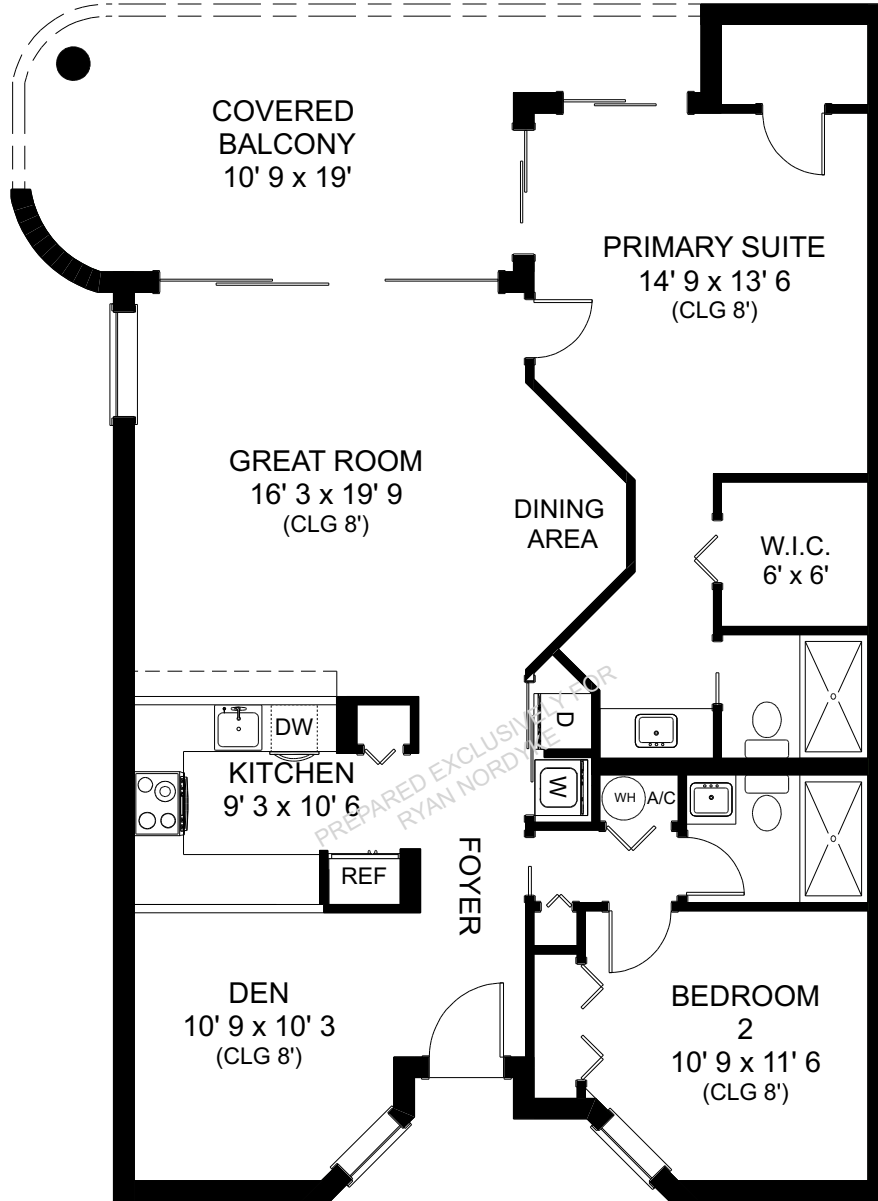 COVERED
BALCONY
10' 9 x 19'
PRIMARY SUITE
14' 9 x 13' 6
(CLG 8')
GREAT ROOM
16' 3 x 19' 9
(CLG 8')
DINING
AREA
W.I.C.
6' x 6'
D
DW
KITCHEN
9' 3 x 10' 6
W
WH
A/C
PREPARED EXCLUSIVELY FOR
RYAN NORDYKE
REF
FOYER
DEN
10' 9 x 10' 3
(CLG 8')
BEDROOM
2
10' 9 x 11' 6
(CLG 8')